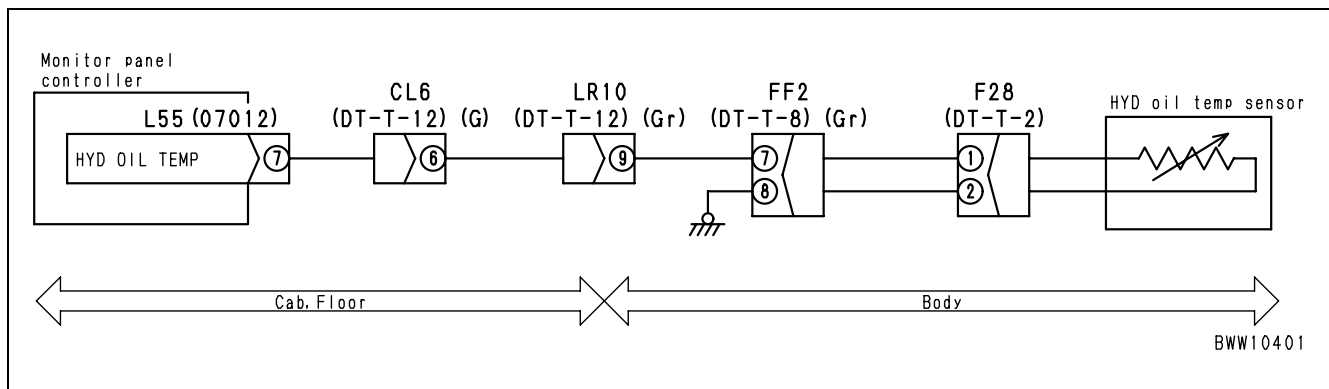 Monitor panel
controller
L55 (07012)
HYD OIL TEMP
⑦
CL6
(DT-T-12) (G)
⑥
LR10
(DT-T-12) (Gr)
⑨
FF2
(DT-T-8) (Gr)
⑦
⑧
F28
(DT-T-2)
①
②
HYD oil temp sensor
Cab, Floor
Body
BWW10401